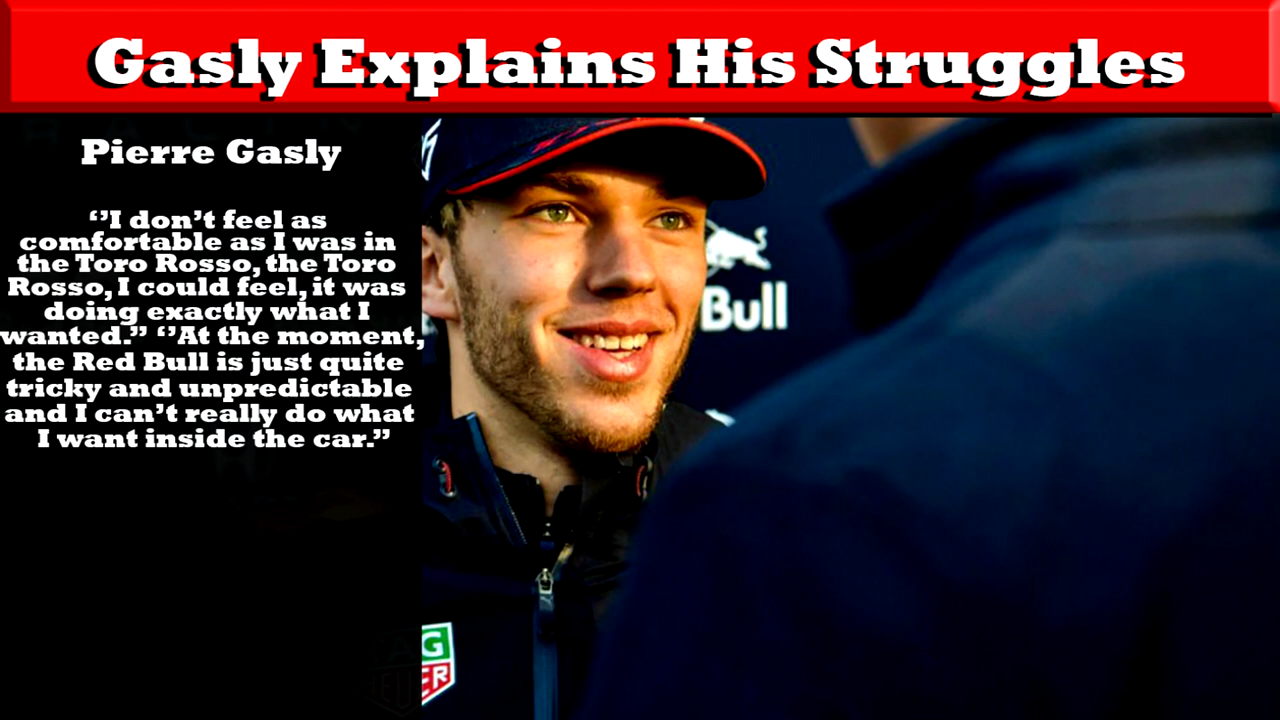 Gasly Explains His Struggles
Pierre Gasly
‘’I don’t feel as
comfortable as I was in
the Toro Rosso, the Toro
Rosso, I could feel, it was
doing exactly what I
wanted.” ‘’At the moment,
the Red Bull is just quite
tricky and unpredictable
and I can’t really do what
I want inside the car.”
Bull
AG
HEUER